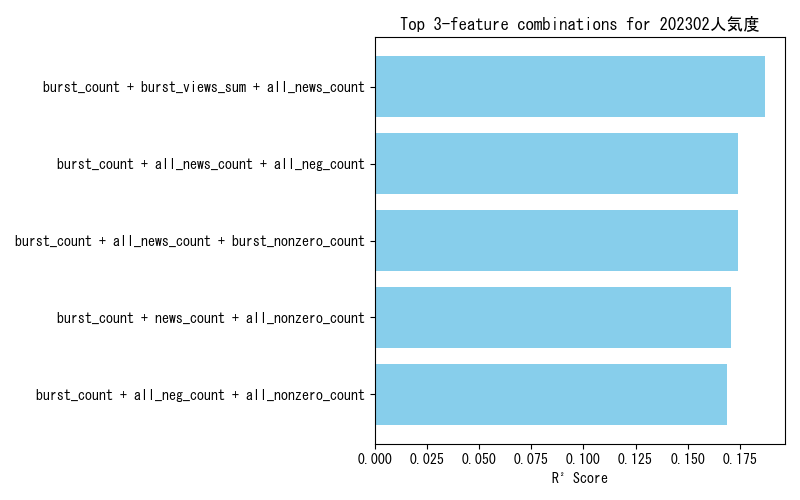 Top 3-feature combinations for 202302人気度
burst_count + burst_views_sum + all_news_count
burst_count + all_news_count + all_neg_count
burst_count + all_news_count + burst_nonzero_count
burst_count + news_count + all_nonzero_count
burst_count + all_neg_count + all_nonzero_count
0.000 0.025 0.050 0.075 0.100 0.125 0.150 0.175
R² Score